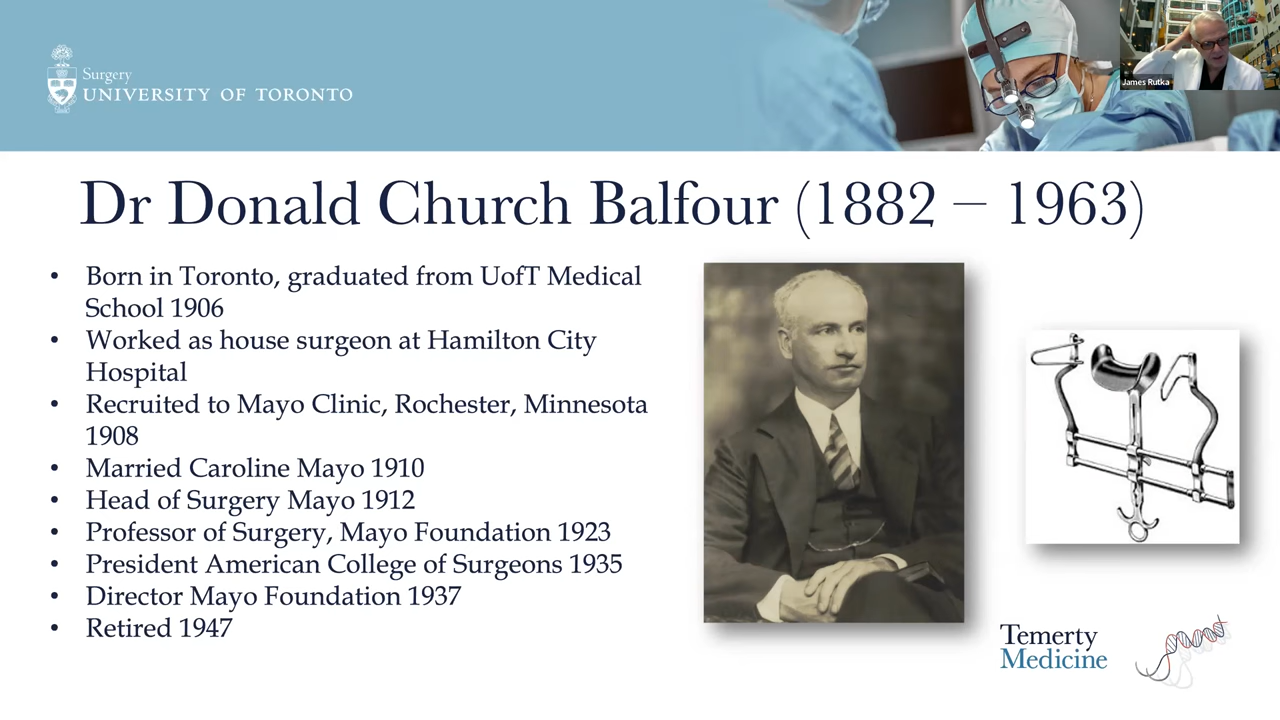 Surgery
UNIVERSITY OF TORONTO
James Rutka
Dr Donald Church Balfour (1882 – 1963)
• Born in Toronto, graduated from UofT Medical
School 1906
• Worked as house surgeon at Hamilton City
Hospital
• Recruited to Mayo Clinic, Rochester, Minnesota
1908
• Married Caroline Mayo 1910
• Head of Surgery Mayo 1912
• Professor of Surgery, Mayo Foundation 1923
• President American College of Surgeons 1935
• Director Mayo Foundation 1937
• Retired 1947
Temerty
Medicine